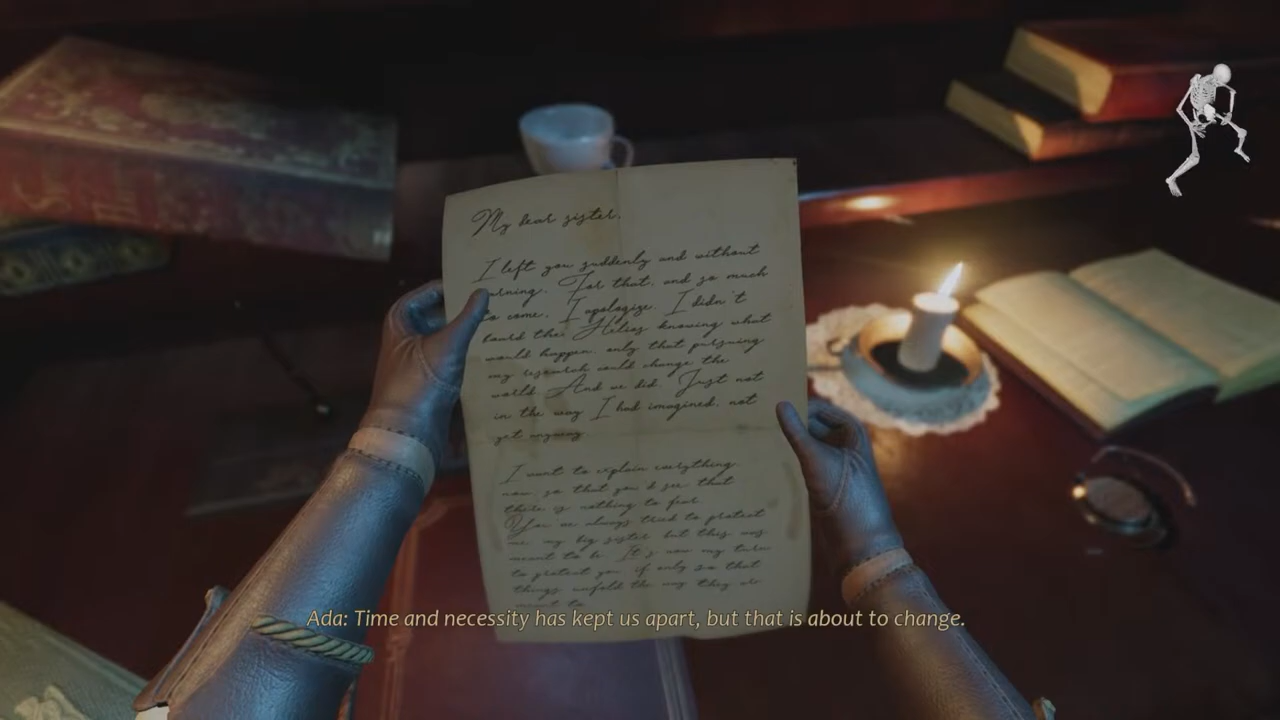 My dear sister,
I left you suddenly and without
warning. For that, and so much
to come, I apologize. I didn't
board the Helios knowing what
would happen, only that pursuing
my research would change the
world. And we did. Just not
in the way I had imagined, not
yet anyway.
I want to explain everything
now, so that you'd see that
there is nothing to fear.
You've always tried to protect
me, my big sister but this was
meant to be. It's now my turn
to protect you, if only so that
things unfold the way they are
meant to.
Ada: Time and necessity has kept us apart, but that is about to change.